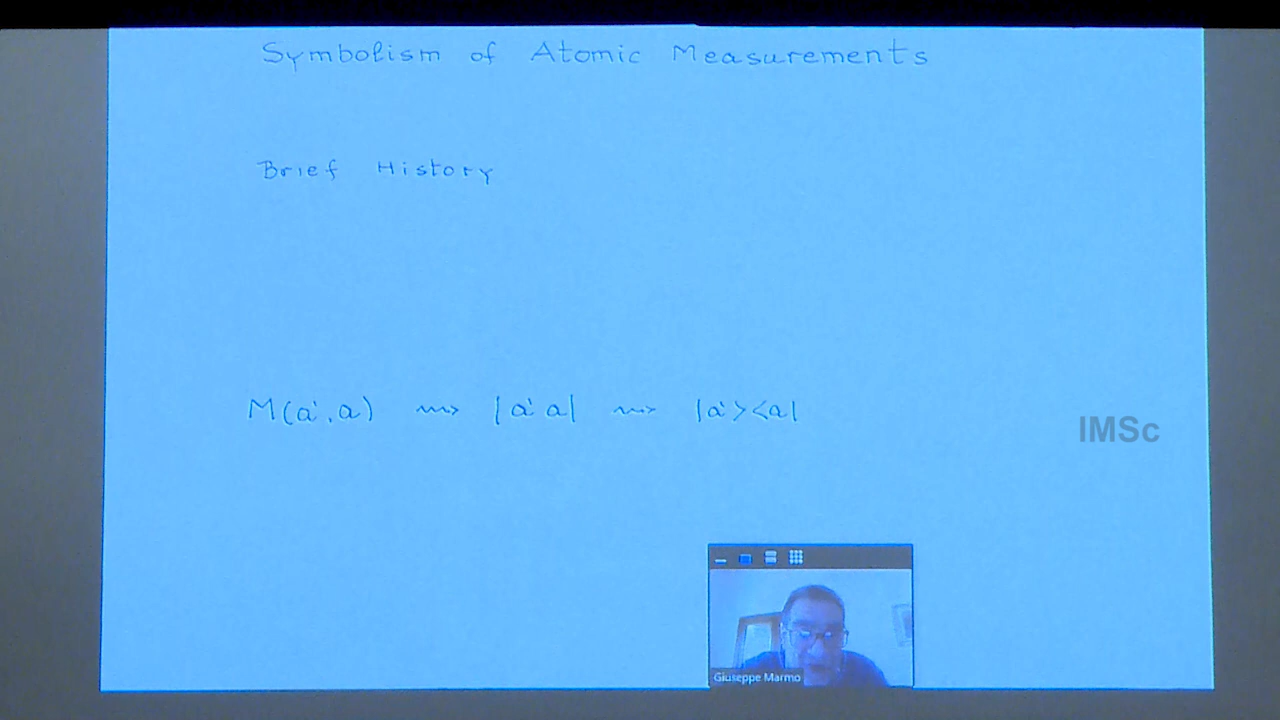 Symbolism of Atomic Measurements
Brief History
M(a',a) ⇝ |a' a| ⇝ |a'><a|
IMSc
Giuseppe Marmo